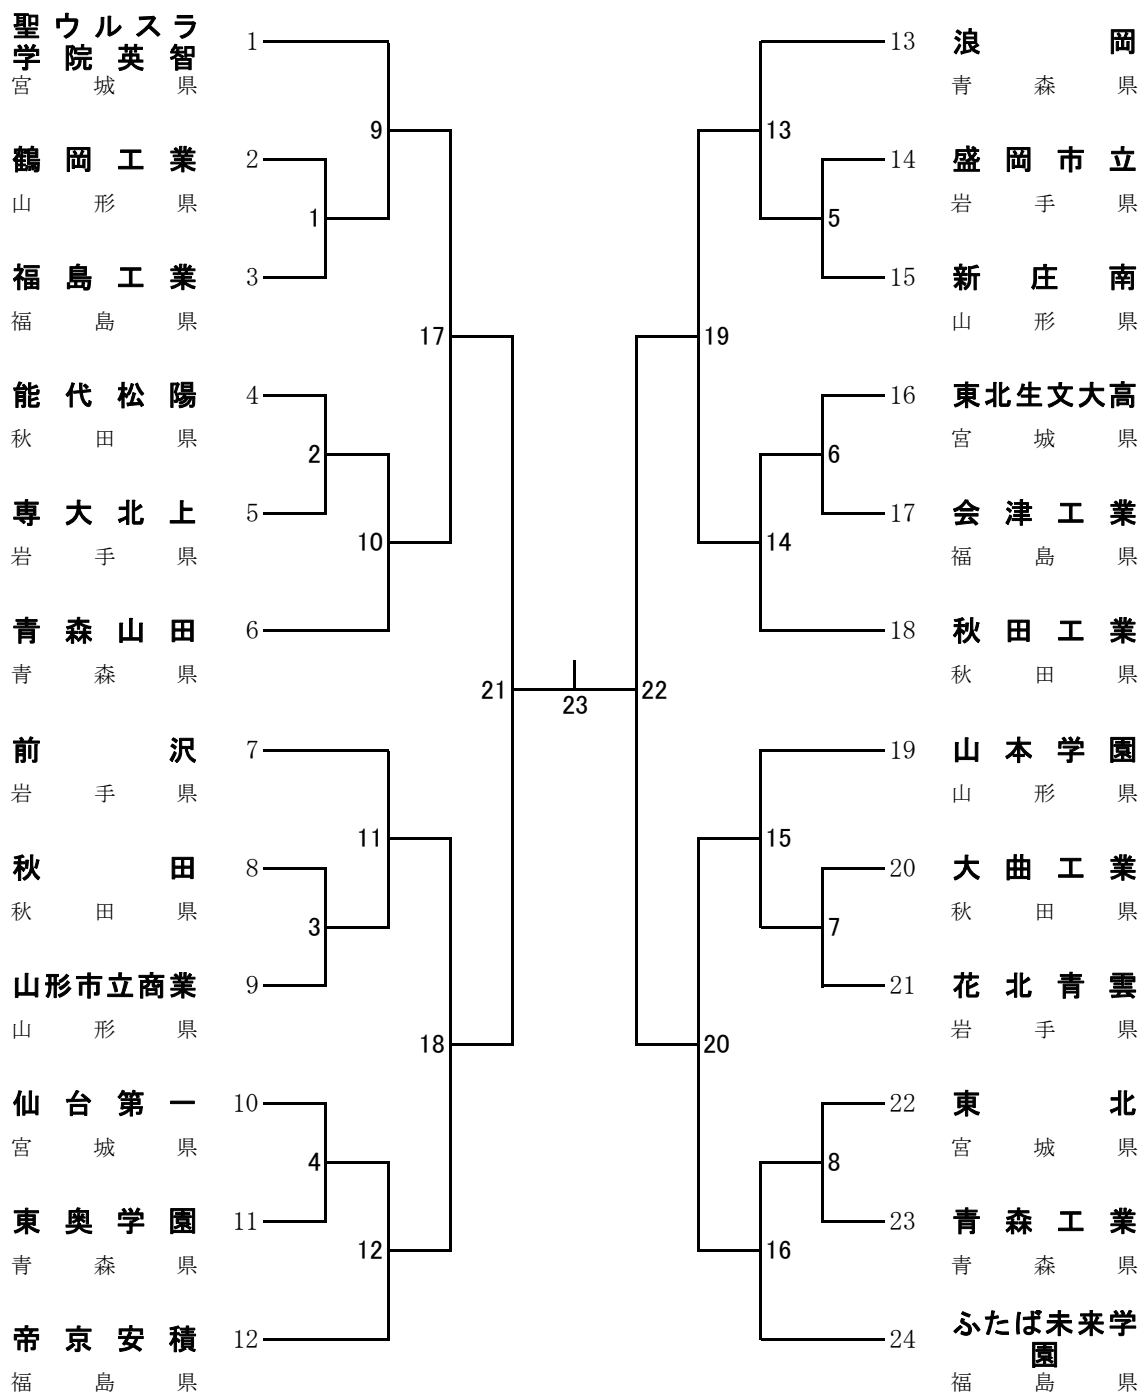 聖ウルスラ
学院英智
宮城県
1
鶴岡工業
山形県
2
福島工業
福島県
3
能代松陽
秋田県
4
専大北上
岩手県
5
青森山田
青森県
6
前沢
岩手県
7
秋田
秋田県
8
山形市立商業
山形県
9
仙台第一
宮城県
10
東奥学園
青森県
11
帝京安積
福島県
12
1
2
3
4
9
10
11
12
17
18
21
23
22
19
20
13
14
15
16
5
6
7
8
13
浪岡
青森県
14
盛岡市立
岩手県
15
新庄南
山形県
16
東北生文大高
宮城県
17
会津工業
福島県
18
秋田工業
秋田県
19
山本学園
山形県
20
大曲工業
秋田県
21
花北青雲
岩手県
22
東北
宮城県
23
青森工業
青森県
24
ふたば未来学
園
福島県